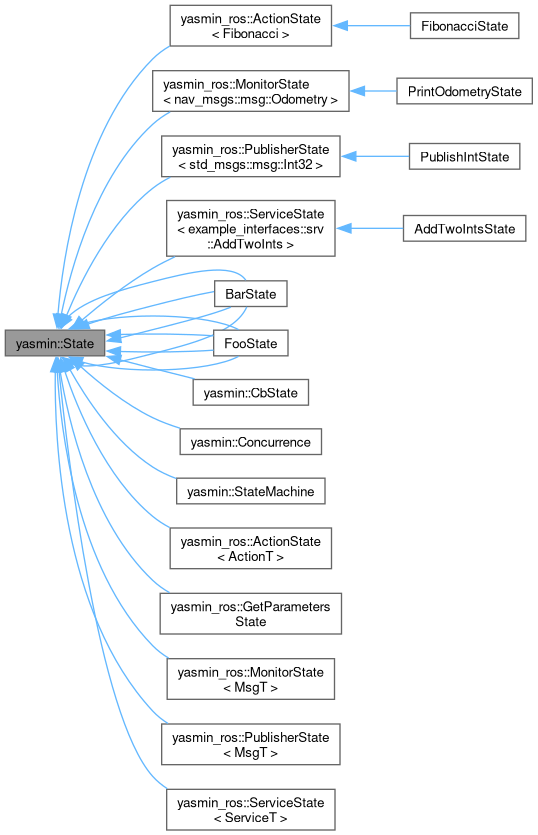 yasmin_ros::ActionState
< Fibonacci >
FibonacciState
yasmin_ros::MonitorState
< nav_msgs::msg::Odometry >
PrintOdometryState
yasmin_ros::PublisherState
< std_msgs::msg::Int32 >
PublishIntState
yasmin_ros::ServiceState
< example_interfaces::srv
::AddTwoInts >
AddTwoIntsState
BarState
yasmin::State
FooState
yasmin::CbState
yasmin::Concurrence
yasmin::StateMachine
yasmin_ros::ActionState
< ActionT >
yasmin_ros::GetParameters
State
yasmin_ros::MonitorState
< MsgT >
yasmin_ros::PublisherState
< MsgT >
yasmin_ros::ServiceState
< ServiceT >